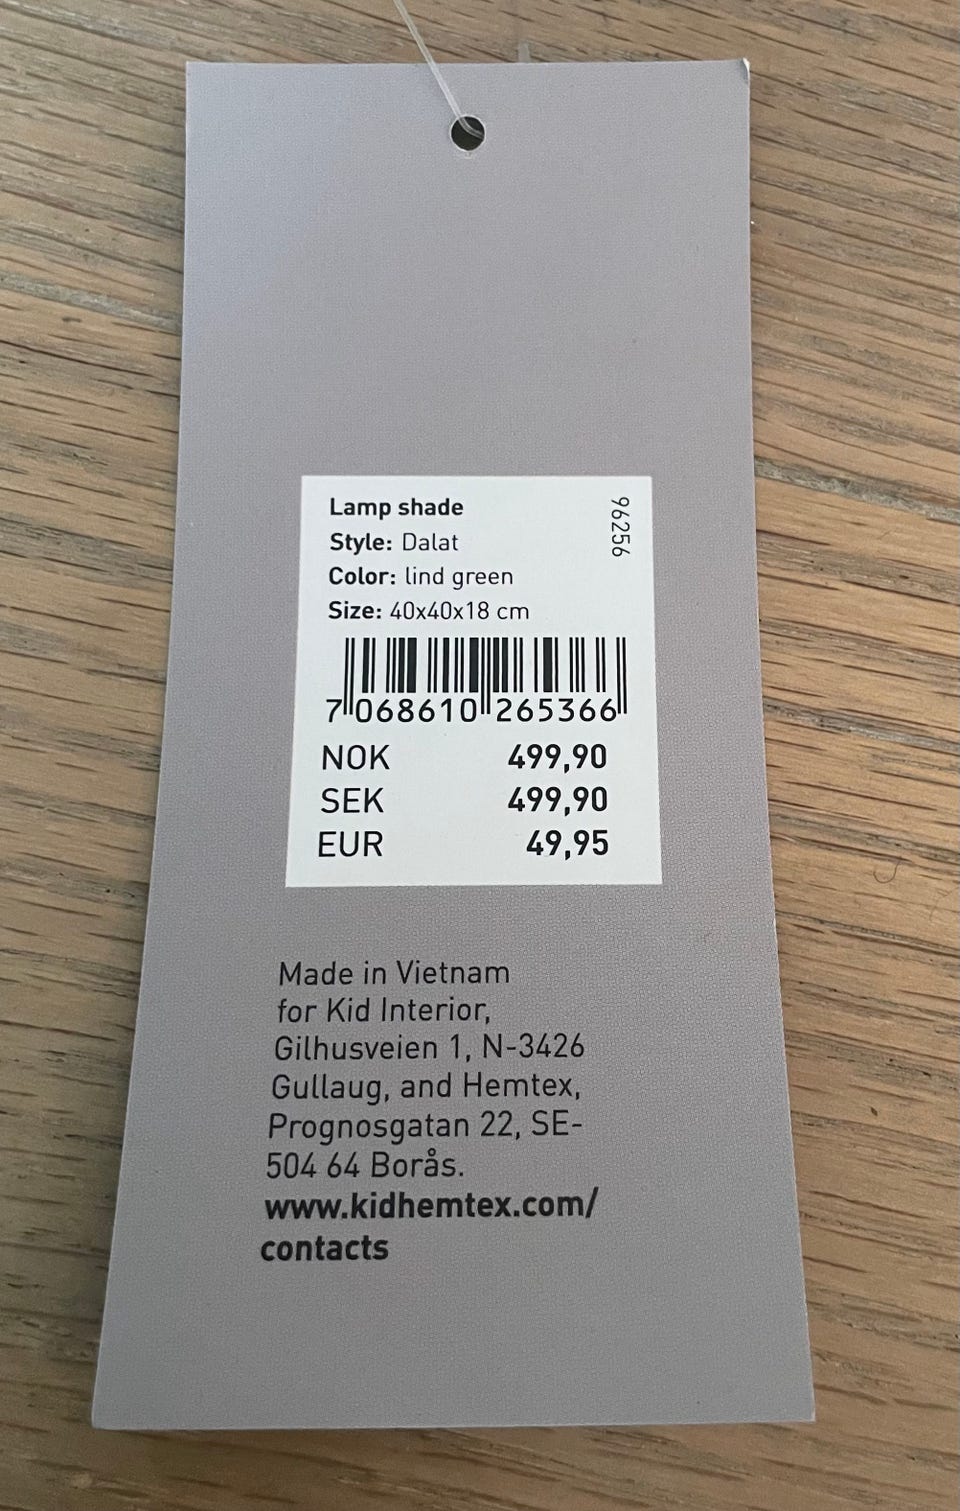 Lamp shade
96256
Style: Dalat
Color: lind green
Size: 40x40x18 cm
7 068610 265366
NOK 499,90
SEK 499,90
EUR 49,95
Made in Vietnam
for Kid Interior,
Gilhusveien 1, N-3426
Gullaug, and Hemtex,
Prognosgatan 22, SE-
504 64 Borås.
www.kidhemtex.com/
contacts